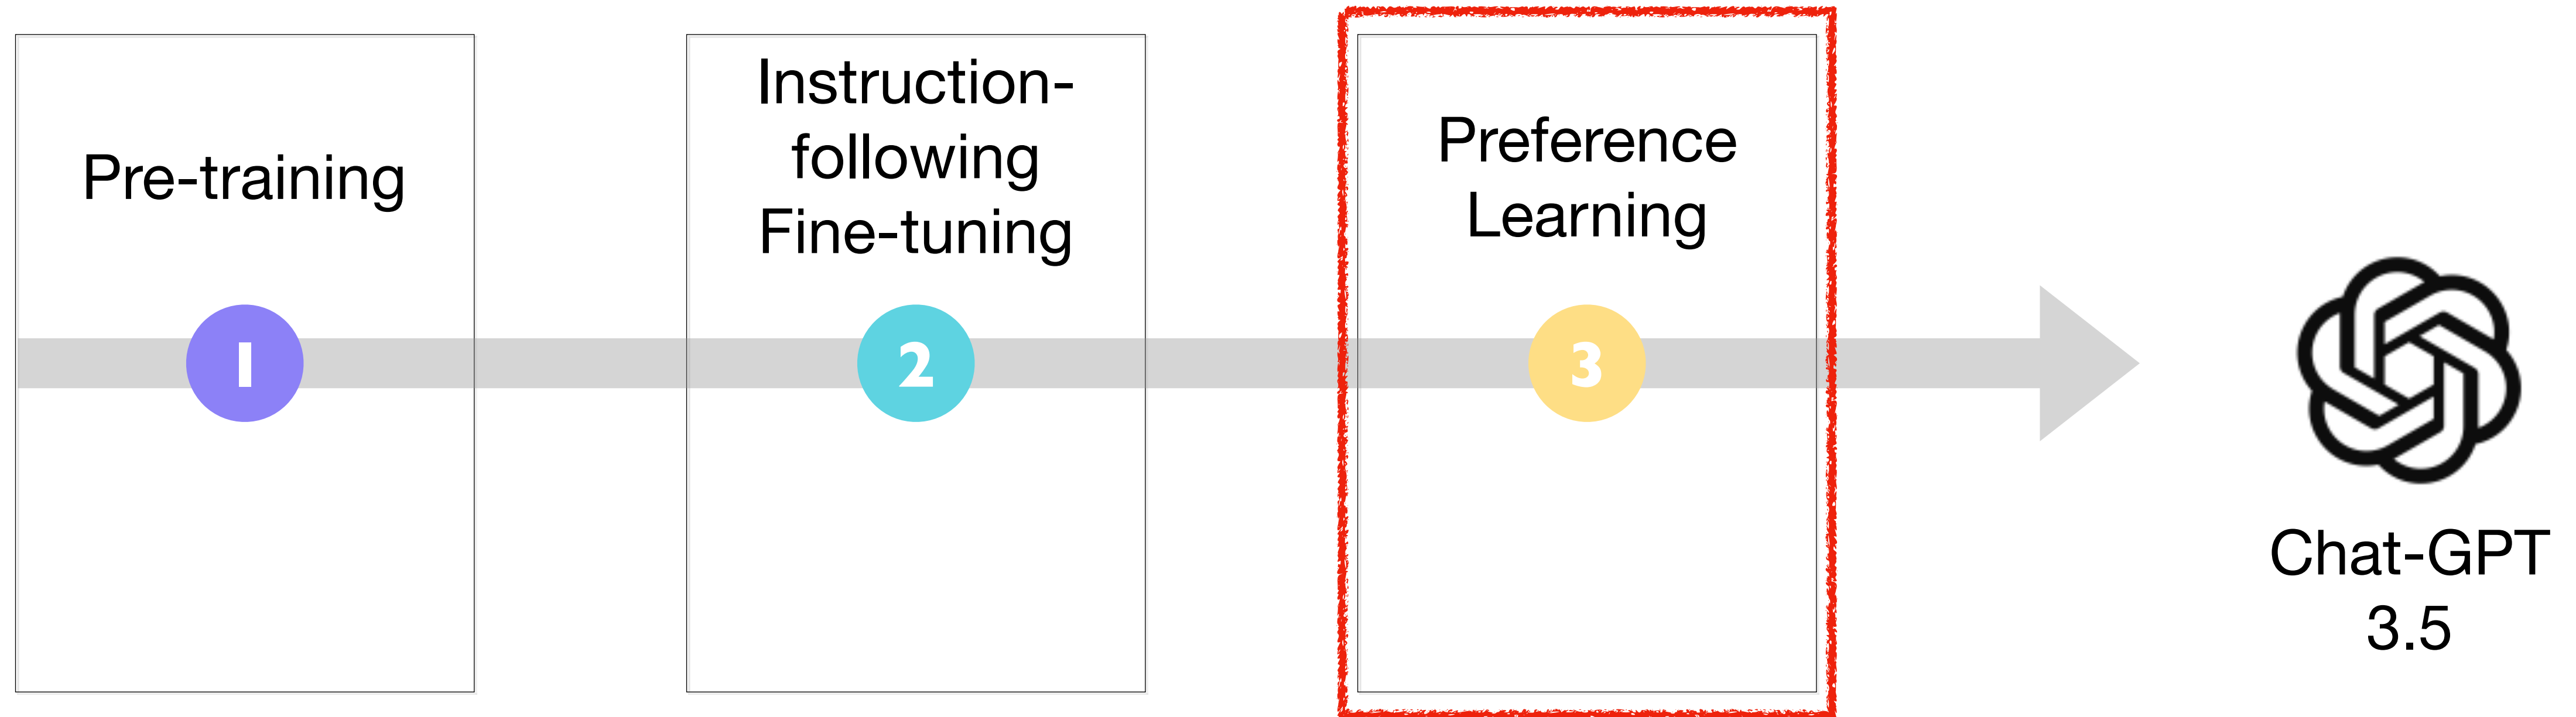 Pre-training
1
Instruction-
following
Fine-tuning
2
Preference
Learning
3
Chat-GPT
3.5